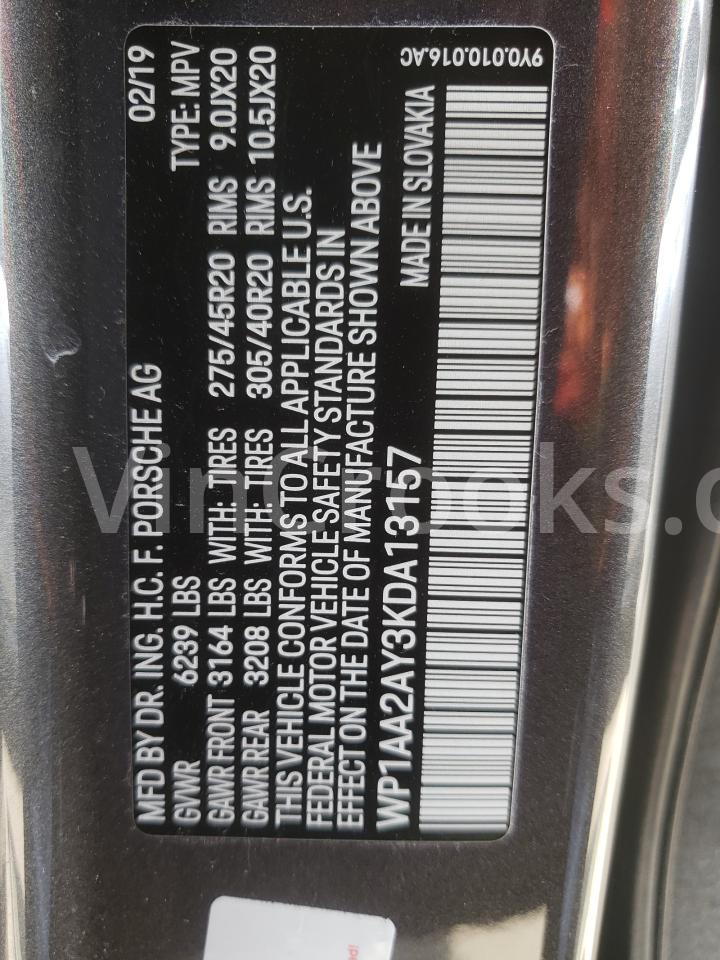 MFD BY DR. ING. H.C. F. PORSCHE AG 02/19
GVWR 6239 LBS TYPE: MPV
GAWR FRONT 3164 LBS WITH: TIRES 275/45R20 RIMS 9.0JX20
GAWR REAR 3208 LBS WITH: TIRES 305/40R20 RIMS 10.5JX20
THIS VEHICLE CONFORMS TO ALL APPLICABLE U.S.
FEDERAL MOTOR VEHICLE SAFETY STANDARDS IN
EFFECT ON THE DATE OF MANUFACTURE SHOWN ABOVE
WP1AA2AY3KDA13157 MADE IN SLOVAKIA
9Y0.010.016.AC
VinCrooks.c